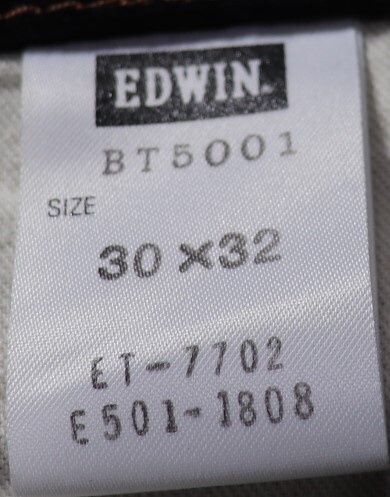 EDWIN
BT5001
SIZE
30×32
ET-7702
E501-1808